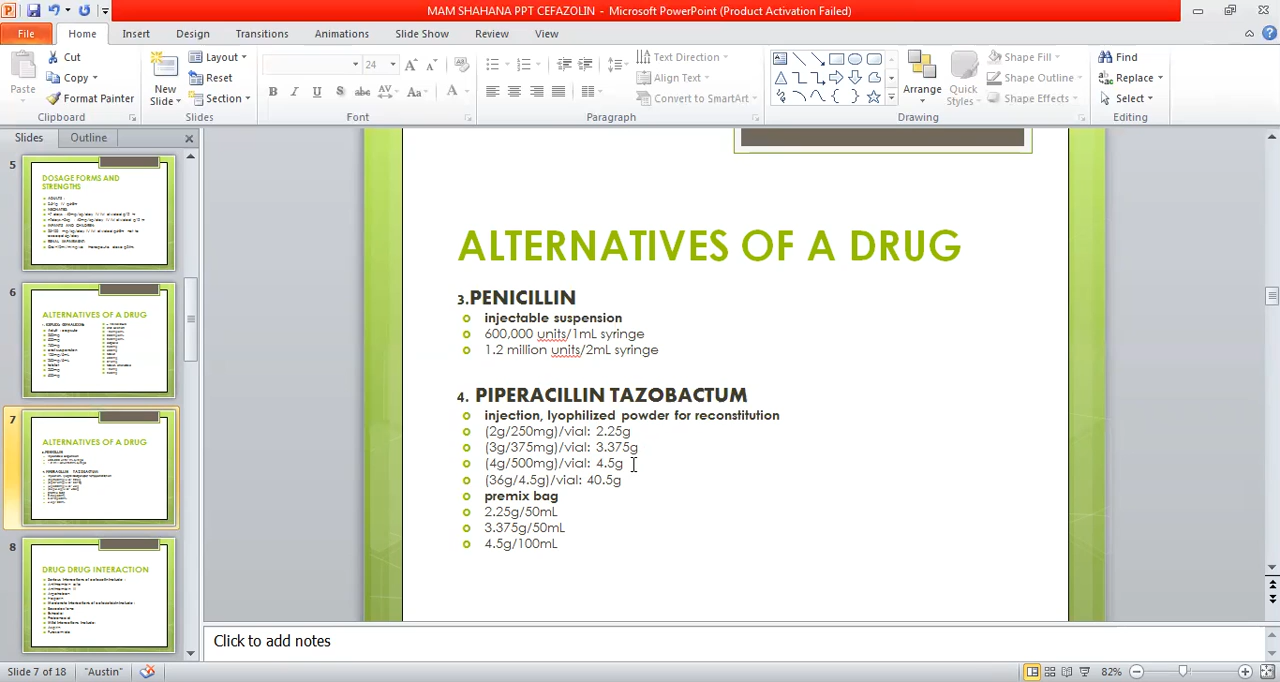 MAM SHAHANA PPT CEFAZOLIN - Microsoft PowerPoint (Product Activation Failed)
File Home Insert Design Transitions Animations Slide Show Review View
Cut
Copy
Format Painter
Paste
Clipboard
New Slide
Layout
Reset
Section
Slides
24
Font
Text Direction
Align Text
Convert to SmartArt
Paragraph
Arrange
Quick Styles
Shape Fill
Shape Outline
Shape Effects
Drawing
Find
Replace
Select
Editing
Slides Outline
5
DOSAGE FORMS AND
STRENGTHS
6
ALTERNATIVES OF A DRUG
7
ALTERNATIVES OF A DRUG
8
DRUG DRUG INTERACTION
ALTERNATIVES OF A DRUG
3.PENICILLIN
injectable suspension
600,000 units/1mL syringe
1.2 million units/2mL syringe
4. PIPERACILLIN TAZOBACTUM
injection, lyophilized powder for reconstitution
(2g/250mg)/vial: 2.25g
(3g/375mg)/vial: 3.375g
(4g/500mg)/vial: 4.5g
(36g/4.5g)/vial: 40.5g
premix bag
2.25g/50mL
3.375g/50mL
4.5g/100mL
Click to add notes
Slide 7 of 18 "Austin" 82%